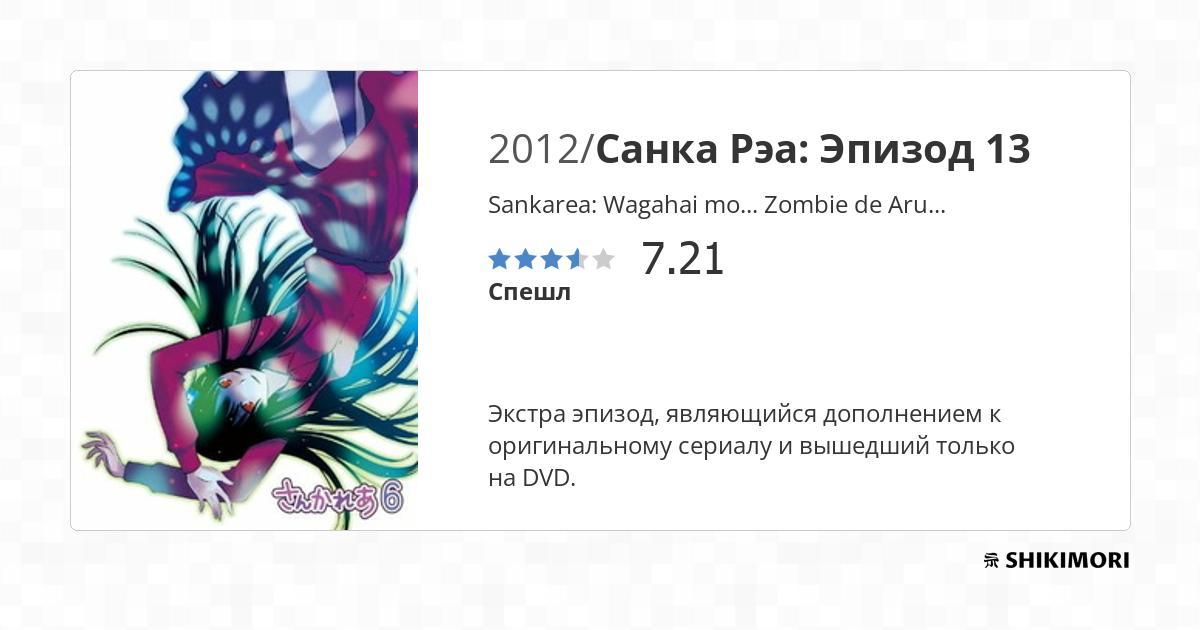 2012/Санка Рэа: Эпизод 13
Sankarea: Wagahai mo... Zombie de Aru...
7.21
Спешл
Экстра эпизод, являющийся дополнением к
оригинальному сериалу и вышедший только
на DVD.
さんかれあ6
SHIKIMORI